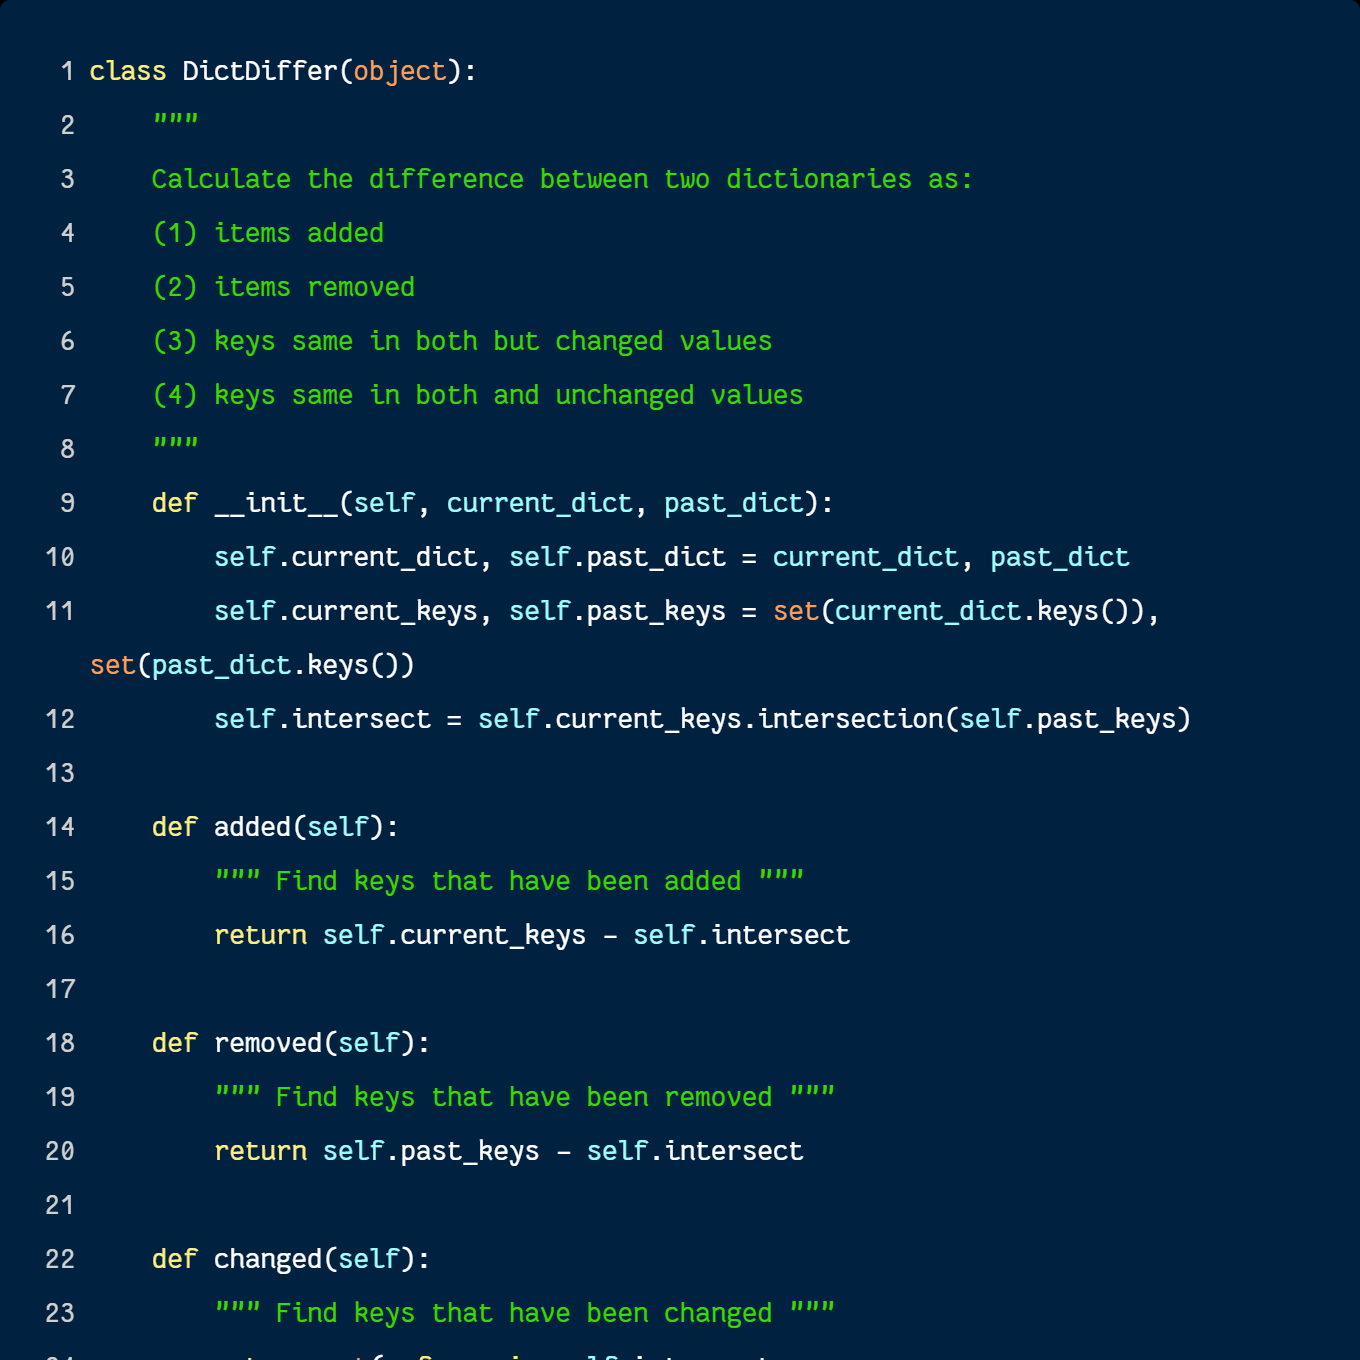 1 class DictDiffer(object):
2     """
3     Calculate the difference between two dictionaries as:
4     (1) items added
5     (2) items removed
6     (3) keys same in both but changed values
7     (4) keys same in both and unchanged values
8     """
9     def __init__(self, current_dict, past_dict):
10         self.current_dict, self.past_dict = current_dict, past_dict
11         self.current_keys, self.past_keys = set(current_dict.keys()),
set(past_dict.keys())
12         self.intersect = self.current_keys.intersection(self.past_keys)
13
14     def added(self):
15         """ Find keys that have been added """
16         return self.current_keys - self.intersect
17
18     def removed(self):
19         """ Find keys that have been removed """
20         return self.past_keys - self.intersect
21
22     def changed(self):
23         """ Find keys that have been changed """